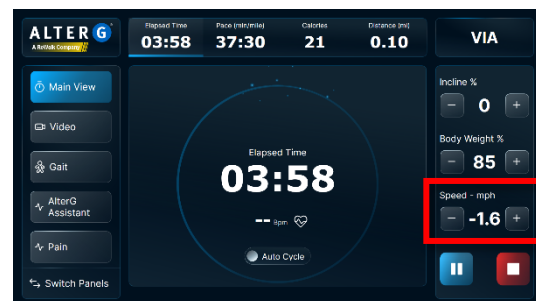 ALTER G
A ReWalk Company
Elapsed Time
03:58
Pace (min/mile)
37:30
Calories
21
Distance (mi)
0.10
VIA
Main View
Video
Gait
AlterG
Assistant
Pain
Switch Panels
Elapsed Time
03:58
-- Bpm
Auto Cycle
Incline %
− 0 +
Body Weight %
− 85 +
Speed - mph
− -1.6 +